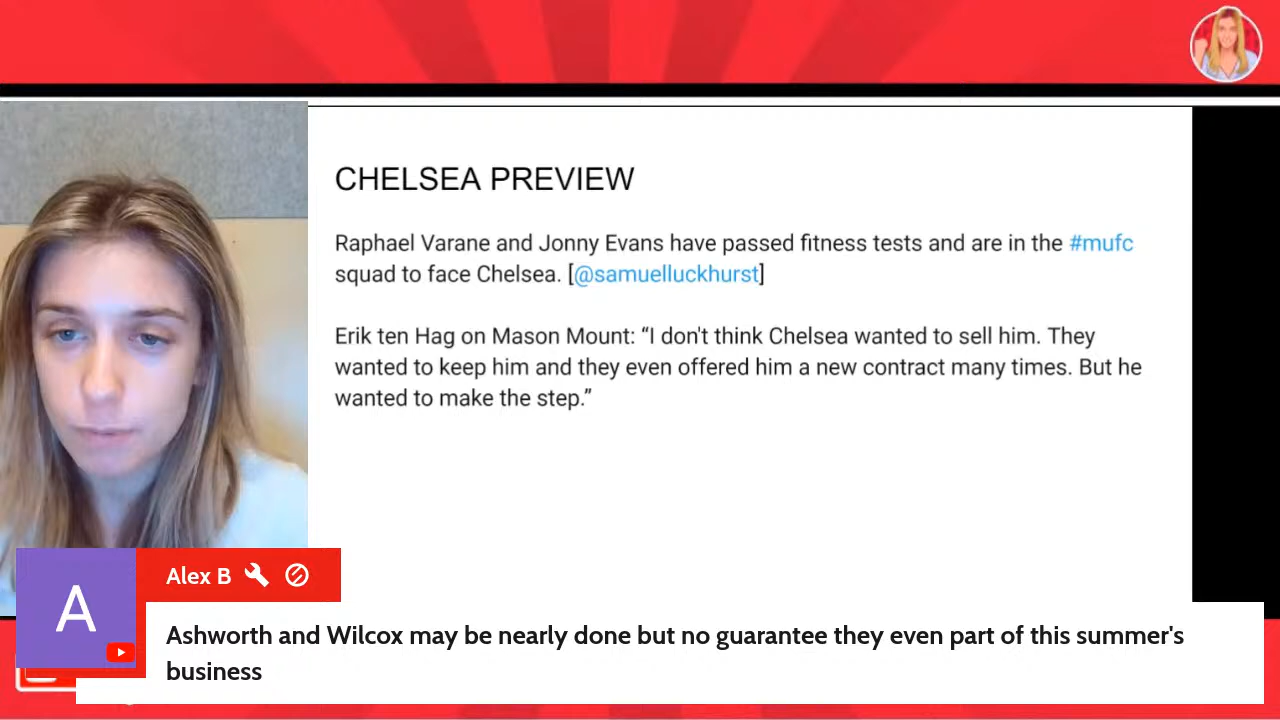 CHELSEA PREVIEW
Raphael Varane and Jonny Evans have passed fitness tests and are in the #mufc
squad to face Chelsea. [@samuelluckhurst]
Erik ten Hag on Mason Mount: “I don't think Chelsea wanted to sell him. They
wanted to keep him and they even offered him a new contract many times. But he
wanted to make the step.”
A
Alex B
Ashworth and Wilcox may be nearly done but no guarantee they even part of this summer's
business